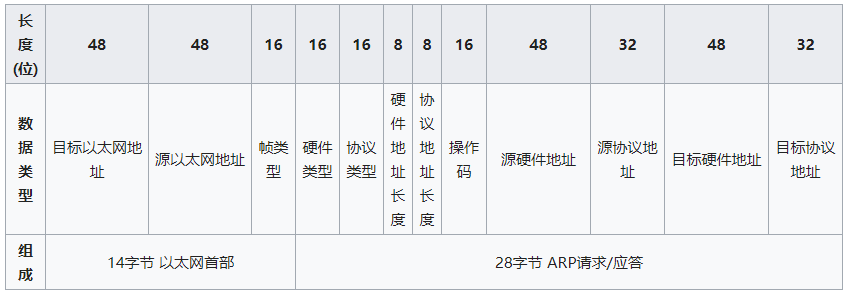 长度(位) 48 48 16 16 16 8 8 16 48 32 48 32
数据类型 目标以太网地址 源以太网地址 帧类型 硬件类型 协议类型 硬件地址长度 协议地址长度 操作码 源硬件地址 源协议地址 目标硬件地址 目标协议地址
组成 14字节 以太网首部 28字节 ARP请求/应答